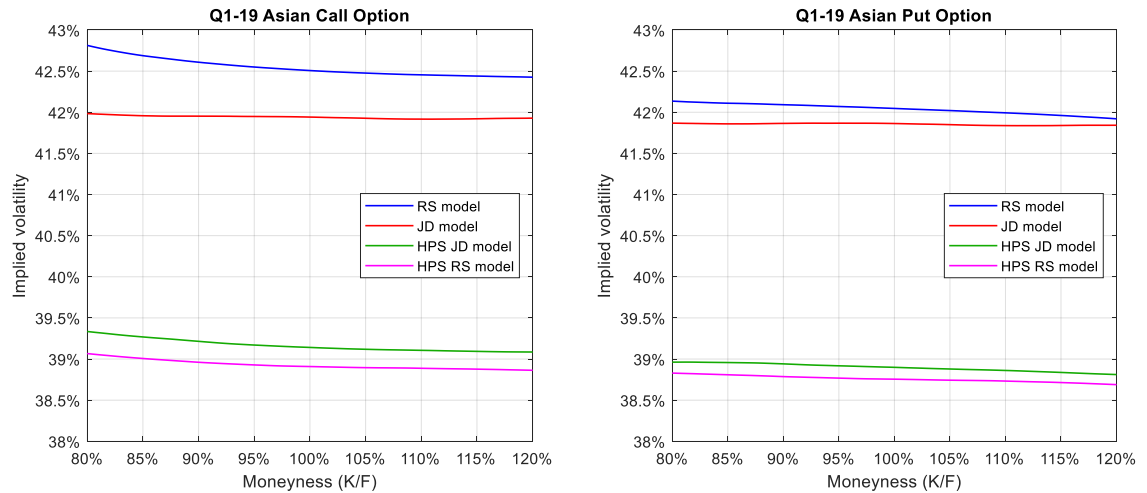 Q1-19 Asian Call Option
43%
42.5%
42%
41.5%
41%
40.5%
40%
39.5%
39%
38.5%
38%
Implied volatility
RS model
JD model
HPS JD model
HPS RS model
80% 85% 90% 95% 100% 105% 110% 115% 120%
Moneyness (K/F)
Q1-19 Asian Put Option
43%
42.5%
42%
41.5%
41%
40.5%
40%
39.5%
39%
38.5%
38%
Implied volatility
RS model
JD model
HPS JD model
HPS RS model
80% 85% 90% 95% 100% 105% 110% 115% 120%
Moneyness (K/F)